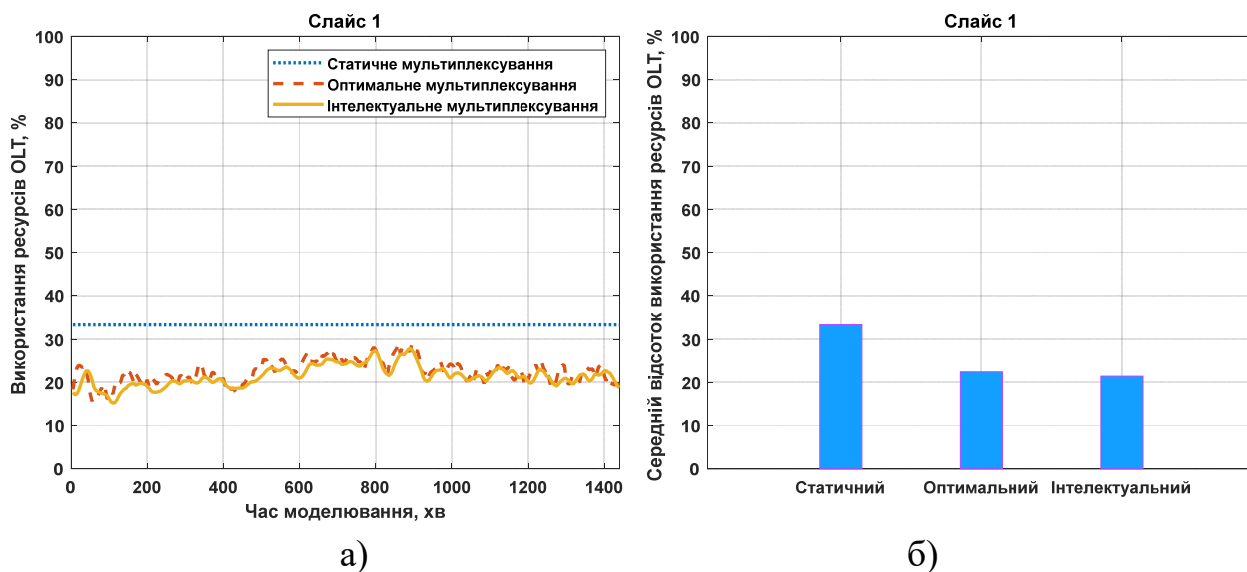 Слайс 1
Використання ресурсів OLT, %
100
90
80
70
60
50
40
30
20
10
0
Статичне мультиплексування
Оптимальне мультиплексування
Інтелектуальне мультиплексування
0 200 400 600 800 1000 1200 1400
Час моделювання, хв
а)
Слайс 1
Середній відсоток використання ресурсів OLT, %
100
90
80
70
60
50
40
30
20
10
0
Статичний Оптимальний Інтелектуальний
б)